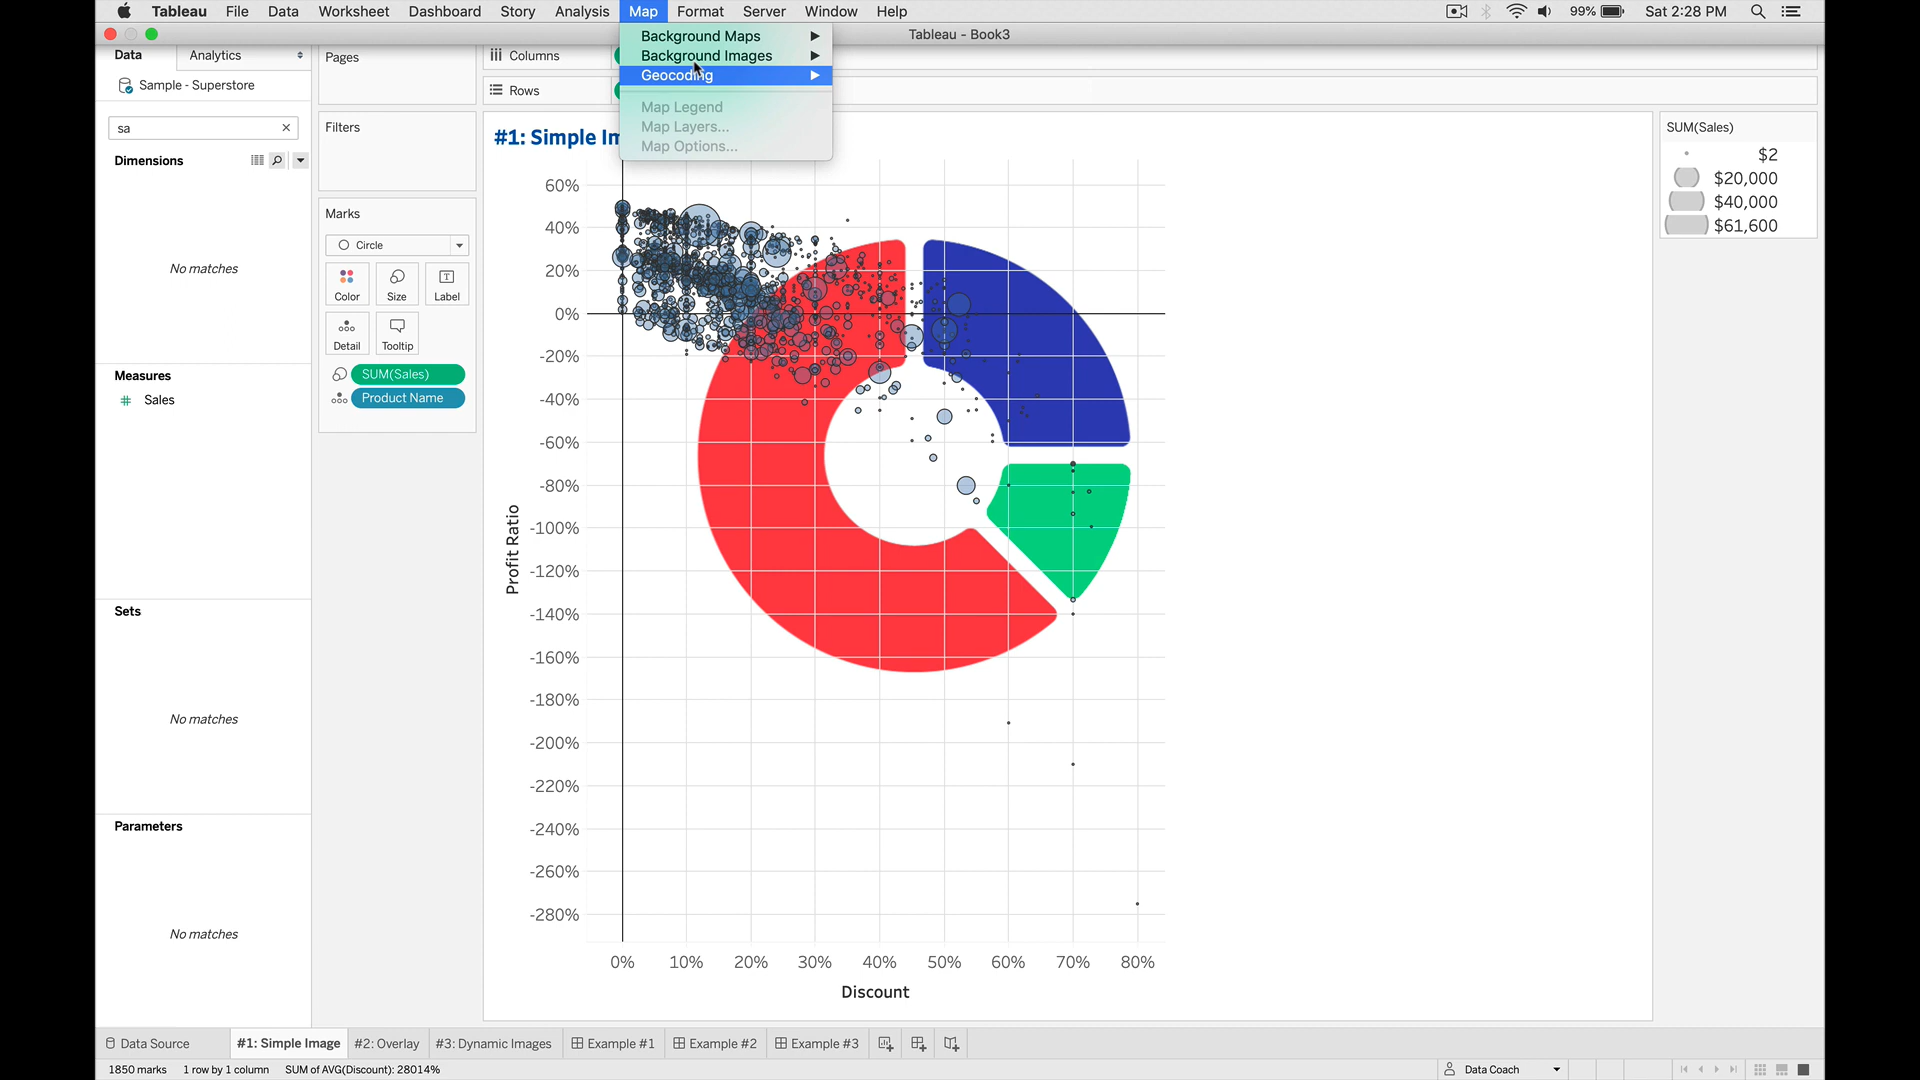 Tableau File Data Worksheet Dashboard Story Analysis Map Format Server Window Help 99% Sat 2:28 PM
Tableau - Book3
Background Maps
Background Images
Geocoding
Map Legend
Map Layers...
Map Options...
Data Analytics
Sample - Superstore
sa
Dimensions
No matches
Measures
Sales
Sets
No matches
Parameters
No matches
Pages
Filters
Marks
Circle
Color Size Label
Detail Tooltip
SUM(Sales)
Product Name
Columns
Rows
#1: Simple Im
60%
40%
20%
0%
-20%
-40%
-60%
-80%
-100%
-120%
-140%
-160%
-180%
-200%
-220%
-240%
-260%
-280%
Profit Ratio
0% 10% 20% 30% 40% 50% 60% 70% 80%
Discount
SUM(Sales)
$2
$20,000
$40,000
$61,600
Data Source #1: Simple Image #2: Overlay #3: Dynamic Images Example #1 Example #2 Example #3
1850 marks 1 row by 1 column SUM of AVG(Discount): 28014% Data Coach